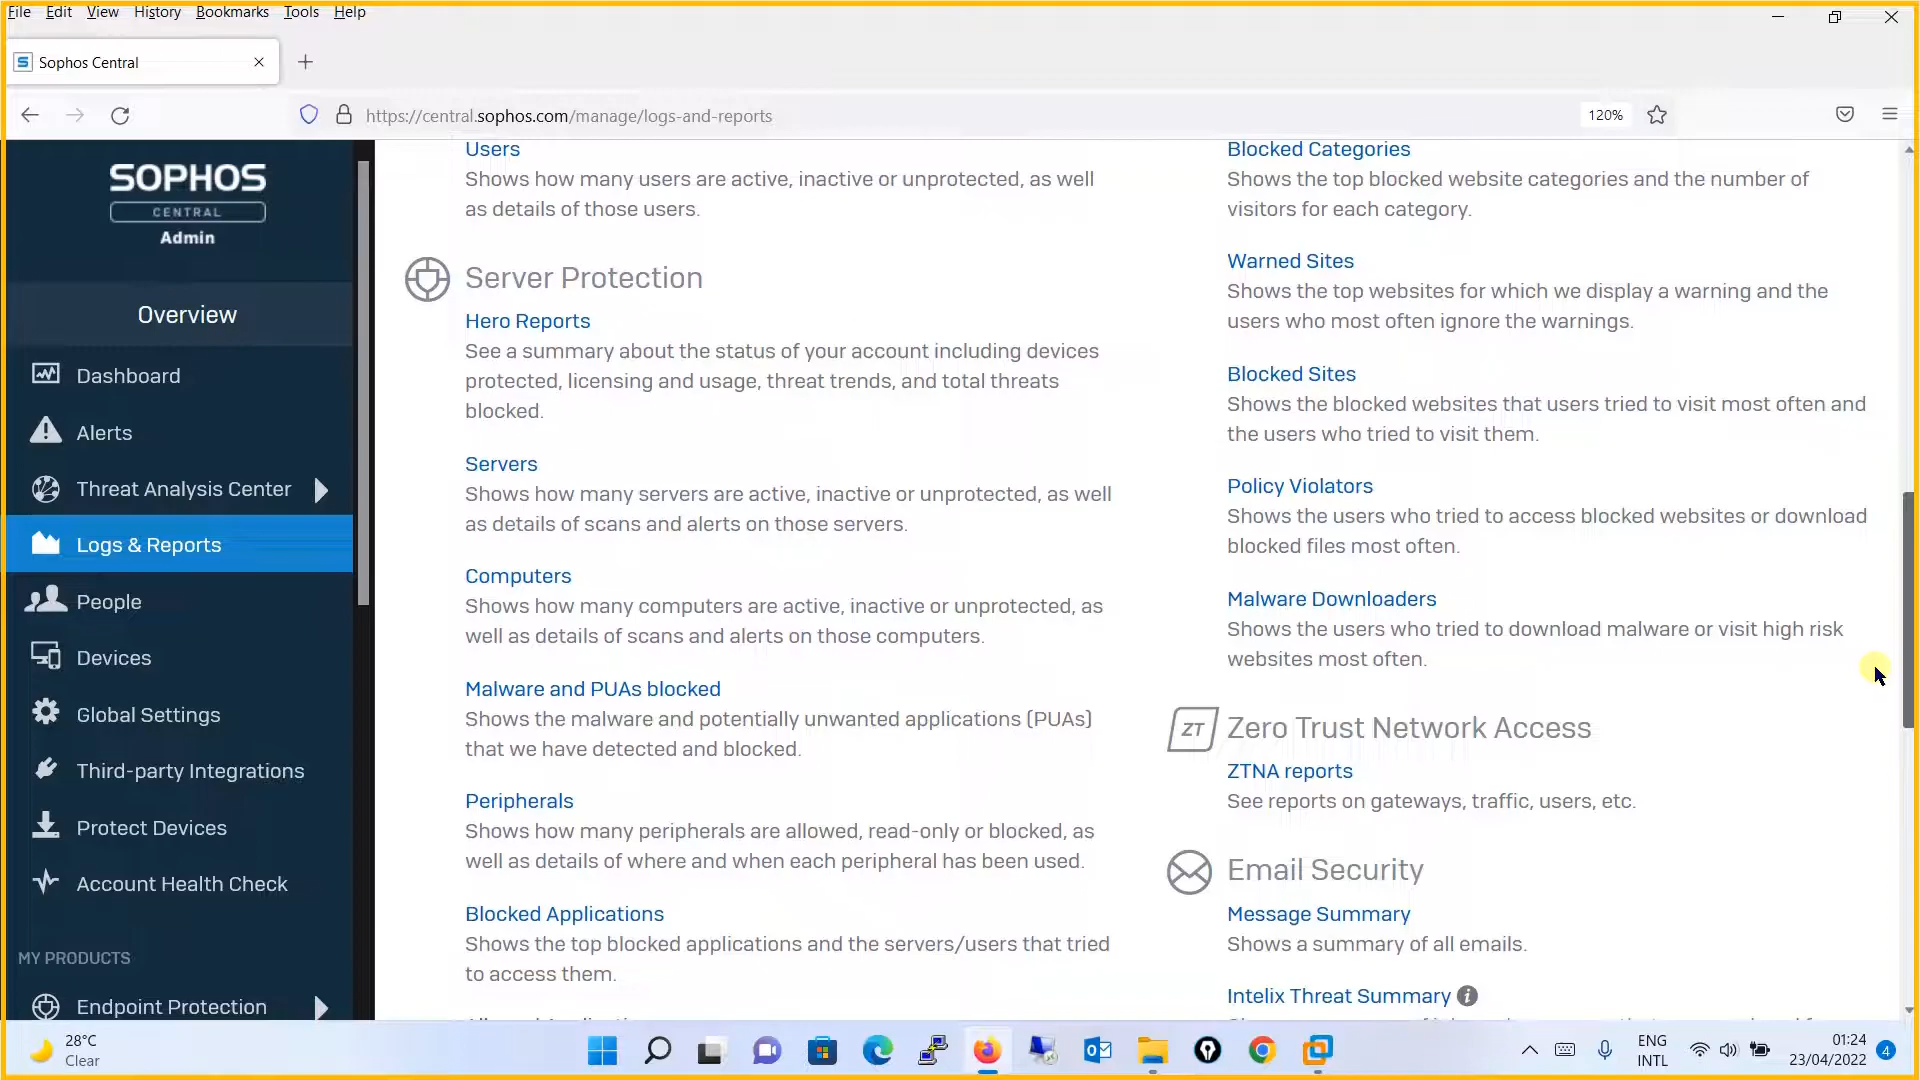 File Edit View History Bookmarks Tools Help
Sophos Central
https://central.sophos.com/manage/logs-and-reports
120%
SOPHOS
CENTRAL
Admin
Overview
Dashboard
Alerts
Threat Analysis Center
Logs & Reports
People
Devices
Global Settings
Third-party Integrations
Protect Devices
Account Health Check
MY PRODUCTS
Endpoint Protection
Users
Shows how many users are active, inactive or unprotected, as well
as details of those users.
Server Protection
Hero Reports
See a summary about the status of your account including devices
protected, licensing and usage, threat trends, and total threats
blocked.
Servers
Shows how many servers are active, inactive or unprotected, as well
as details of scans and alerts on those servers.
Computers
Shows how many computers are active, inactive or unprotected, as
well as details of scans and alerts on those computers.
Malware and PUAs blocked
Shows the malware and potentially unwanted applications (PUAs)
that we have detected and blocked.
Peripherals
Shows how many peripherals are allowed, read-only or blocked, as
well as details of where and when each peripheral has been used.
Blocked Applications
Shows the top blocked applications and the servers/users that tried
to access them.
Blocked Categories
Shows the top blocked website categories and the number of
visitors for each category.
Warned Sites
Shows the top websites for which we display a warning and the
users who most often ignore the warnings.
Blocked Sites
Shows the blocked websites that users tried to visit most often and
the users who tried to visit them.
Policy Violators
Shows the users who tried to access blocked websites or download
blocked files most often.
Malware Downloaders
Shows the users who tried to download malware or visit high risk
websites most often.
ZT
Zero Trust Network Access
ZTNA reports
See reports on gateways, traffic, users, etc.
Email Security
Message Summary
Shows a summary of all emails.
Intelix Threat Summary
28°C
Clear
ENG
INTL
01:24
23/04/2022
4